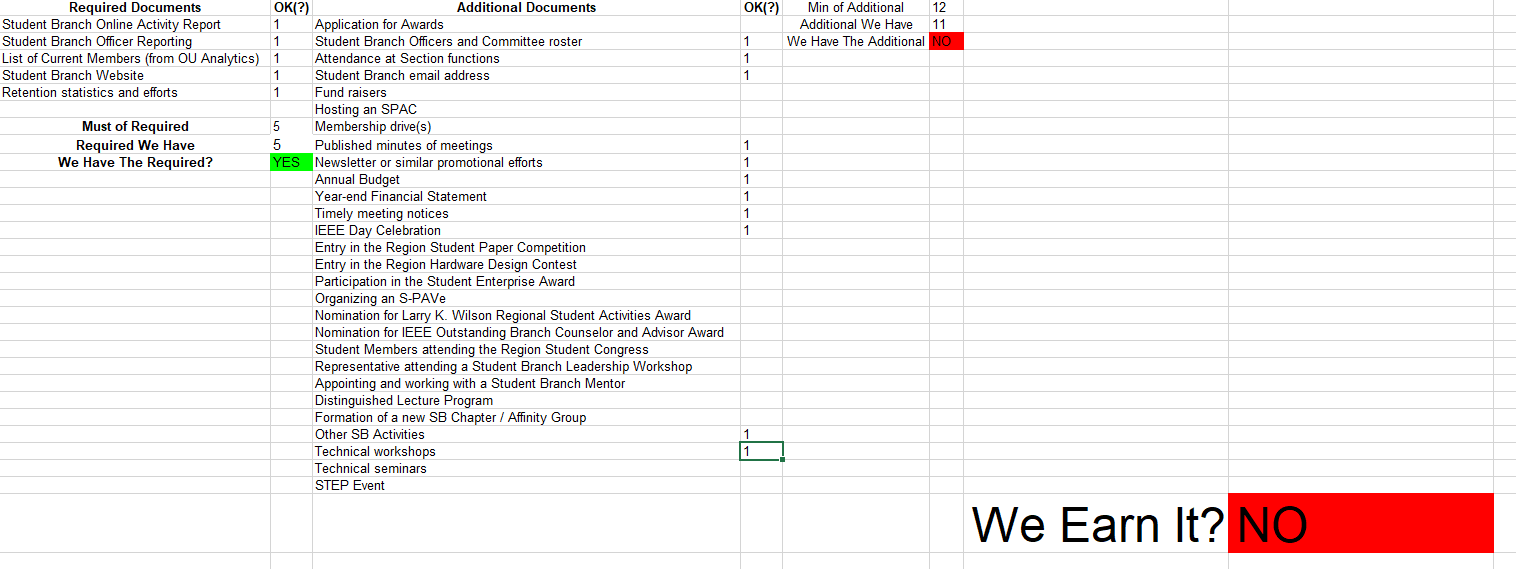 Required Documents OK(?) Additional Documents OK(?) Min of Additional 12
Student Branch Online Activity Report 1 Application for Awards Additional We Have 11
Student Branch Officer Reporting 1 Student Branch Officers and Committee roster 1 We Have The Additional NO
List of Current Members (from OU Analytics) 1 Attendance at Section functions 1
Student Branch Website 1 Student Branch email address 1
Retention statistics and efforts 1 Fund raisers
Hosting an SPAC
Must of Required 5 Membership drive(s)
Required We Have 5 Published minutes of meetings 1
We Have The Required? YES Newsletter or similar promotional efforts 1
Annual Budget 1
Year-end Financial Statement 1
Timely meeting notices 1
IEEE Day Celebration 1
Entry in the Region Student Paper Competition
Entry in the Region Hardware Design Contest
Participation in the Student Enterprise Award
Organizing an S-PAVe
Nomination for Larry K. Wilson Regional Student Activities Award
Nomination for IEEE Outstanding Branch Counselor and Advisor Award
Student Members attending the Region Student Congress
Representative attending a Student Branch Leadership Workshop
Appointing and working with a Student Branch Mentor
Distinguished Lecture Program
Formation of a new SB Chapter / Affinity Group
Other SB Activities 1
Technical workshops 1
Technical seminars
STEP Event
We Earn It? NO